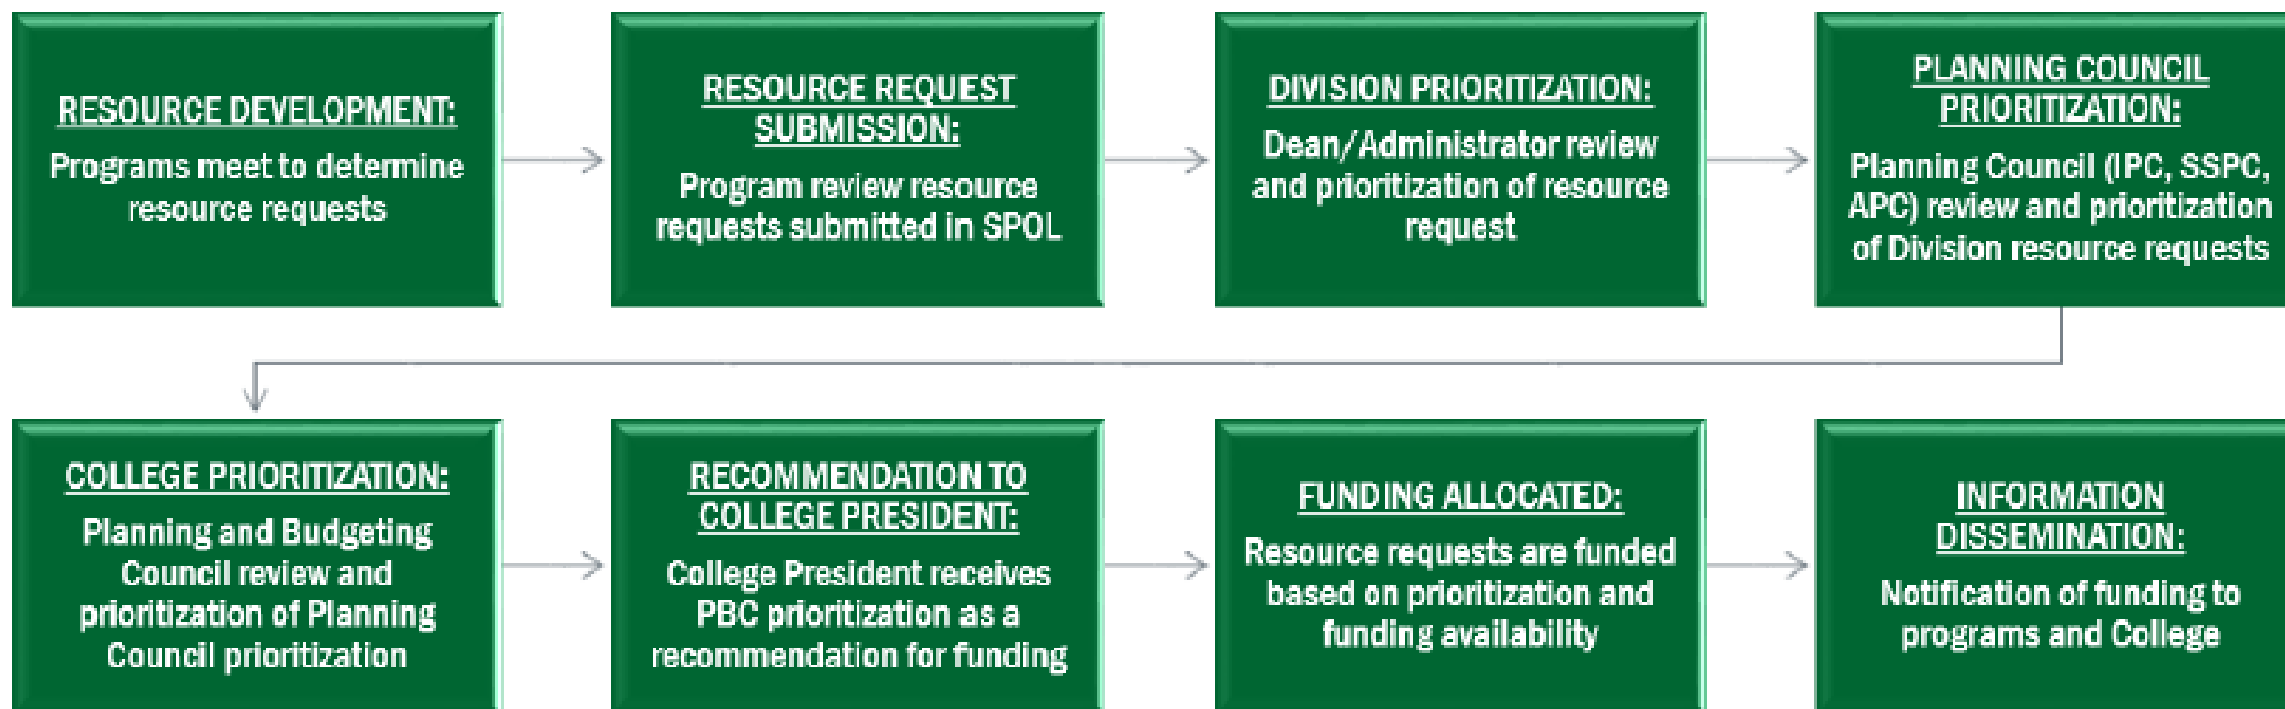 RESOURCE DEVELOPMENT:
Programs meet to determine
resource requests
RESOURCE REQUEST
SUBMISSION:
Program review resource
requests submitted in SPOL
DIVISION PRIORITIZATION:
Dean/Administrator review
and prioritization of resource
request
PLANNING COUNCIL
PRIORITIZATION:
Planning Council (IPC, SSPC,
APC) review and prioritization
of Division resource requests
COLLEGE PRIORITIZATION:
Planning and Budgeting
Council review and
prioritization of Planning
Council prioritization
RECOMMENDATION TO
COLLEGE PRESIDENT:
College President receives
PBC prioritization as a
recommendation for funding
FUNDING ALLOCATED:
Resource requests are funded
based on prioritization and
funding availability
INFORMATION
DISSEMINATION:
Notification of funding to
programs and College